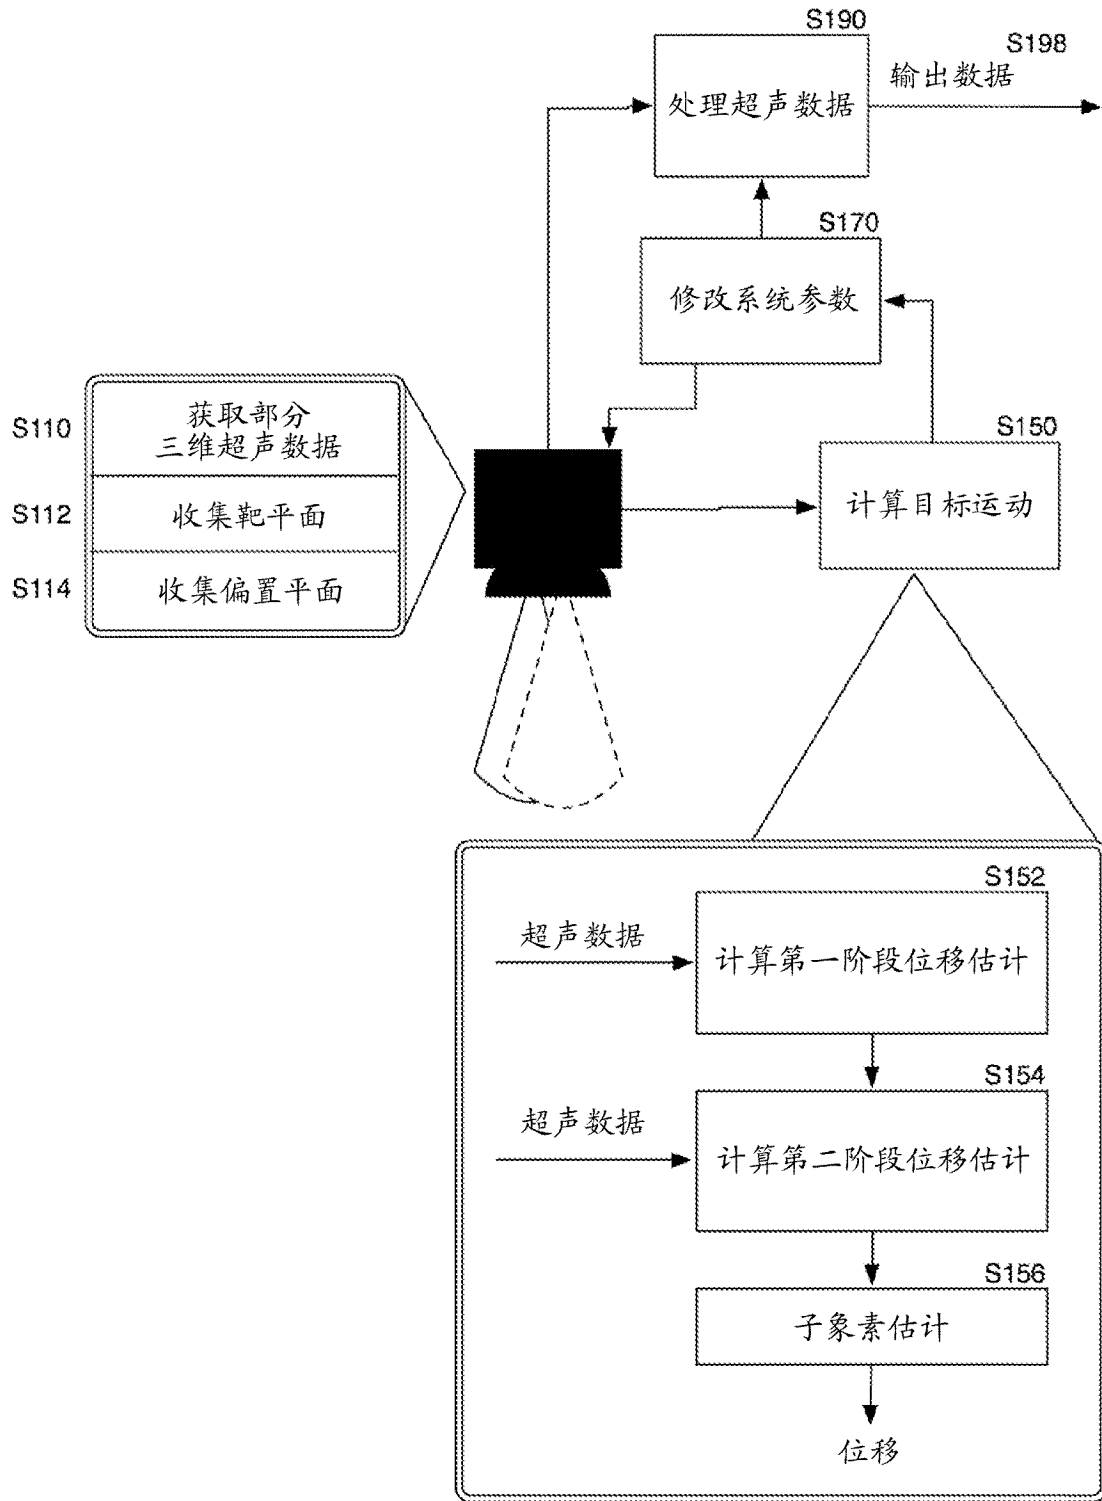 S190
处理超声数据
S198
输出数据
S170
修改系统参数
S110
获取部分
三维超声数据
S112
收集靶平面
S114
收集偏置平面
S150
计算目标运动
S152
超声数据
计算第一阶段位移估计
S154
超声数据
计算第二阶段位移估计
S156
子象素估计
位移